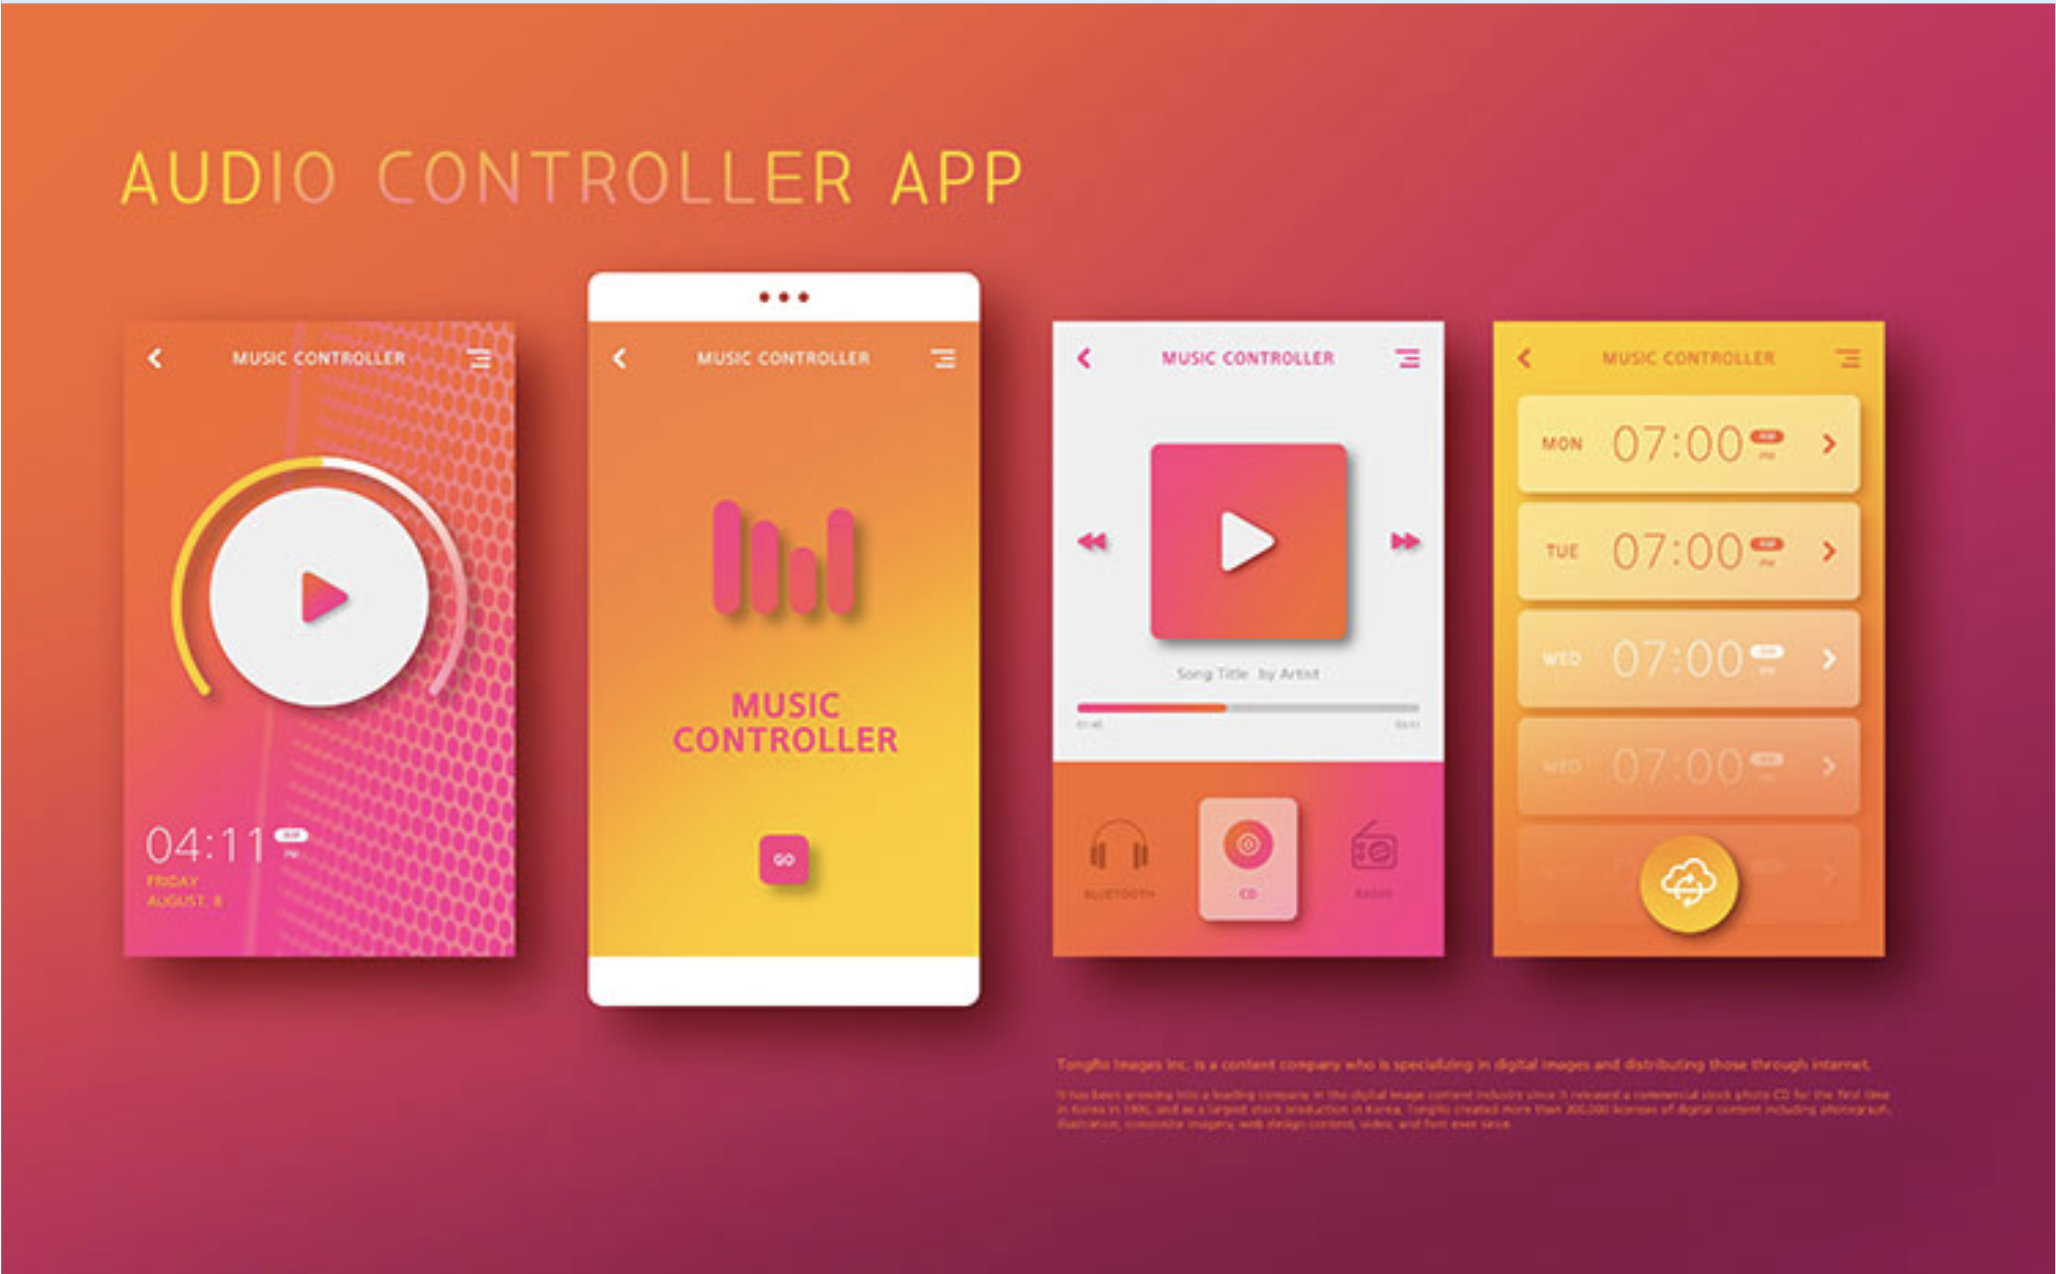 AUDIO CONTROLLER APP
MUSIC CONTROLLER
04:11 AM
PM
FRIDAY
AUGUST. 8
MUSIC CONTROLLER
MUSIC
CONTROLLER
GO
MUSIC CONTROLLER
Song Title by Artist
01:40 03:11
BLUETOOTH
CD
RADIO
MUSIC CONTROLLER
MON 07:00 AM
PM
TUE 07:00 AM
PM
WED 07:00 AM
PM
WED 07:00
TongRo Images Inc. is a content company who is specializing in digital images and distributing those through internet.
It has been growing into a leading company in the digital image content industry since it released a commercial stock photo CD for the first time
in Korea in 1996, and as a largest stock production in Korea, TongRo created more than 300,000 licenses of digital content including photograph,
illustration, composite imagery, web design content, video, and font ever since.